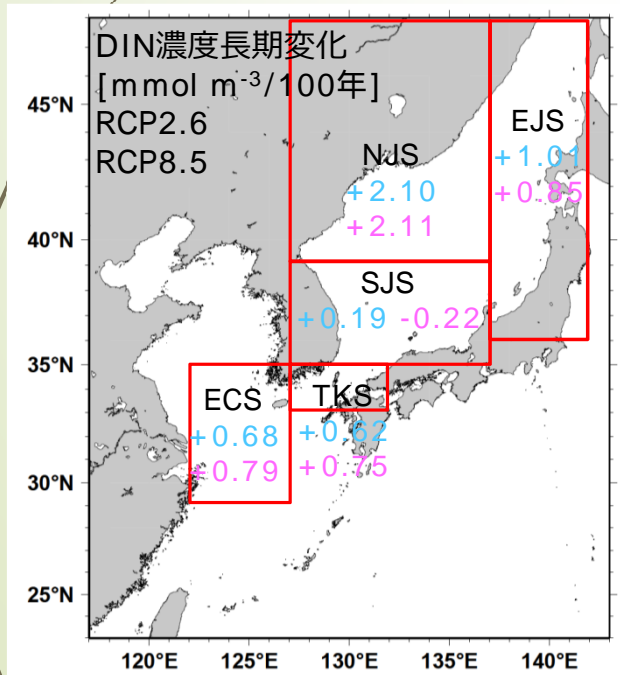 DIN濃度長期変化
[mmol m-3/100年]
RCP2.6
RCP8.5
45°N
EJS
+1.01
+0.85
NJS
+2.10
+2.11
40°N
SJS
+0.19 -0.22
35°N
ECS
+0.68
+0.79
TKS
+0.62
+0.75
30°N
25°N
120°E 125°E 130°E 135°E 140°E